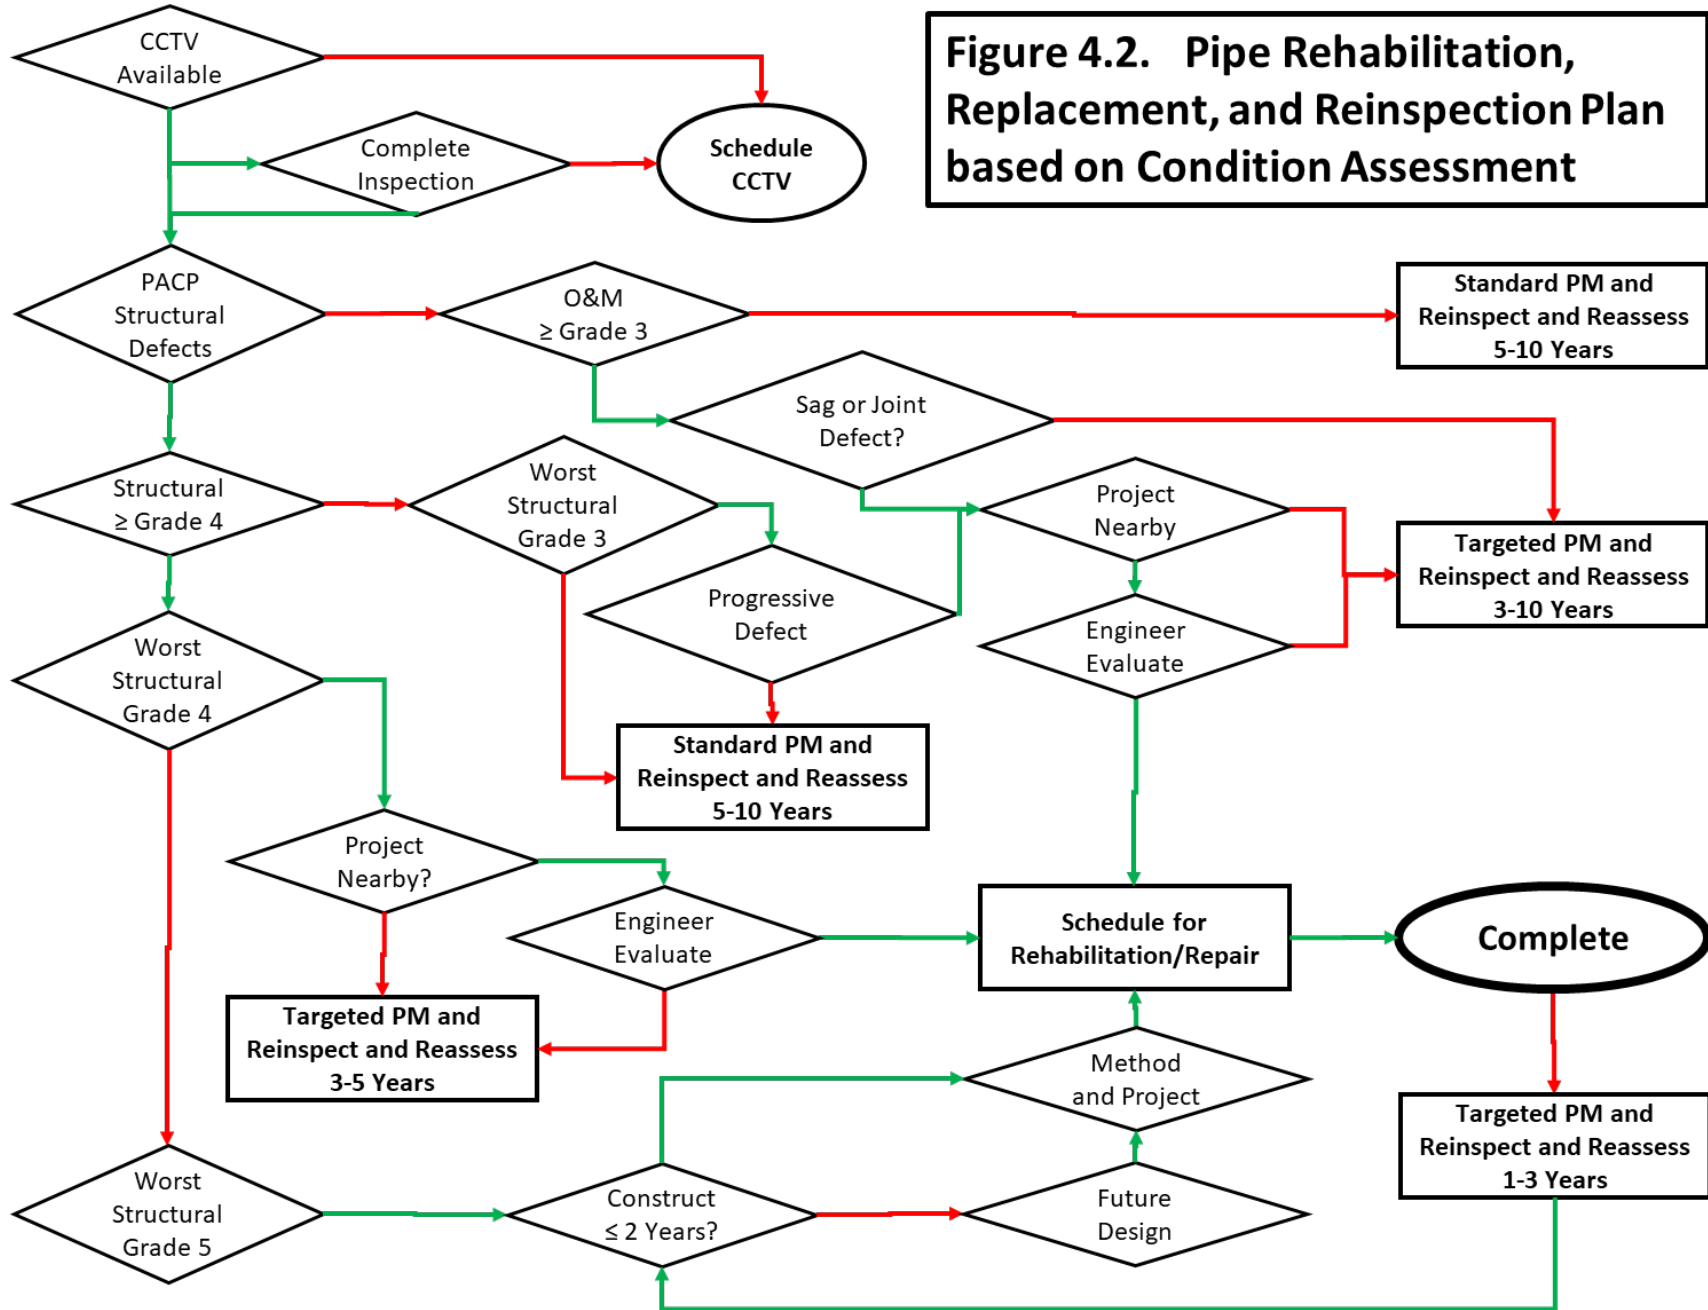 CCTV
Available
Figure 4.2. Pipe Rehabilitation,
Replacement, and Reinspection Plan
based on Condition Assessment
Complete
Inspection
Schedule
CCTV
PACP
Structural
Defects
O&M
≥ Grade 3
Standard PM and
Reinspect and Reassess
5-10 Years
Sag or Joint
Defect?
Structural
≥ Grade 4
Worst
Structural
Grade 3
Project
Nearby
Targeted PM and
Reinspect and Reassess
3-10 Years
Progressive
Defect
Engineer
Evaluate
Worst
Structural
Grade 4
Standard PM and
Reinspect and Reassess
5-10 Years
Project
Nearby?
Engineer
Evaluate
Schedule for
Rehabilitation/Repair
Complete
Targeted PM and
Reinspect and Reassess
3-5 Years
Method
and Project
Targeted PM and
Reinspect and Reassess
1-3 Years
Worst
Structural
Grade 5
Construct
≤ 2 Years?
Future
Design